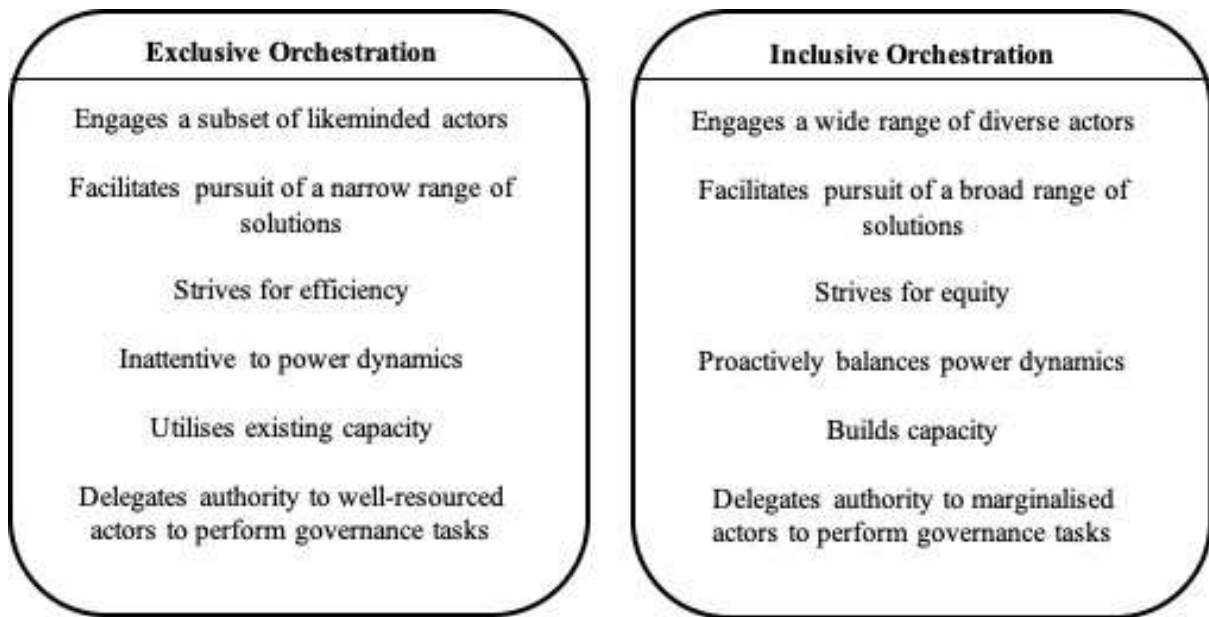 Exclusive Orchestration
Engages a subset of likeminded actors
Facilitates pursuit of a narrow range of
solutions
Strives for efficiency
Inattentive to power dynamics
Utilises existing capacity
Delegates authority to well-resourced
actors to perform governance tasks
Inclusive Orchestration
Engages a wide range of diverse actors
Facilitates pursuit of a broad range of
solutions
Strives for equity
Proactively balances power dynamics
Builds capacity
Delegates authority to marginalised
actors to perform governance tasks